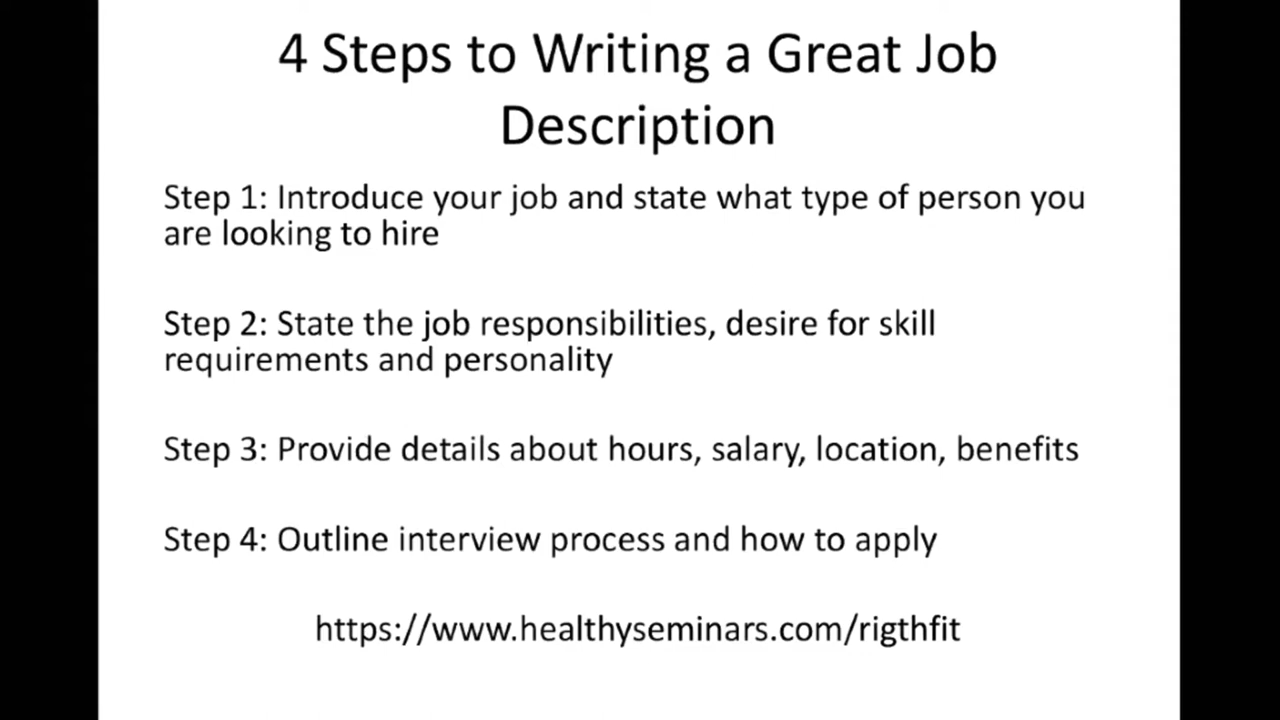 4 Steps to Writing a Great Job
Description
Step 1: Introduce your job and state what type of person you
are looking to hire
Step 2: State the job responsibilities, desire for skill
requirements and personality
Step 3: Provide details about hours, salary, location, benefits
Step 4: Outline interview process and how to apply
https://www.healthyseminars.com/rigthfit